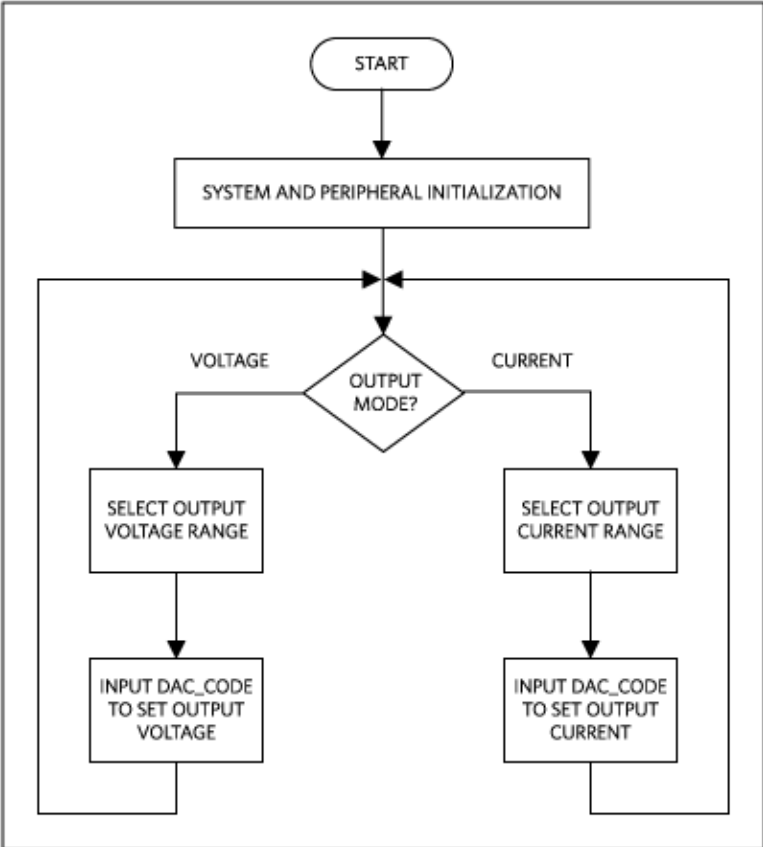 START
SYSTEM AND PERIPHERAL INITIALIZATION
VOLTAGE
CURRENT
OUTPUT
MODE?
SELECT OUTPUT
VOLTAGE RANGE
SELECT OUTPUT
CURRENT RANGE
INPUT DAC_CODE
TO SET OUTPUT
VOLTAGE
INPUT DAC_CODE
TO SET OUTPUT
CURRENT